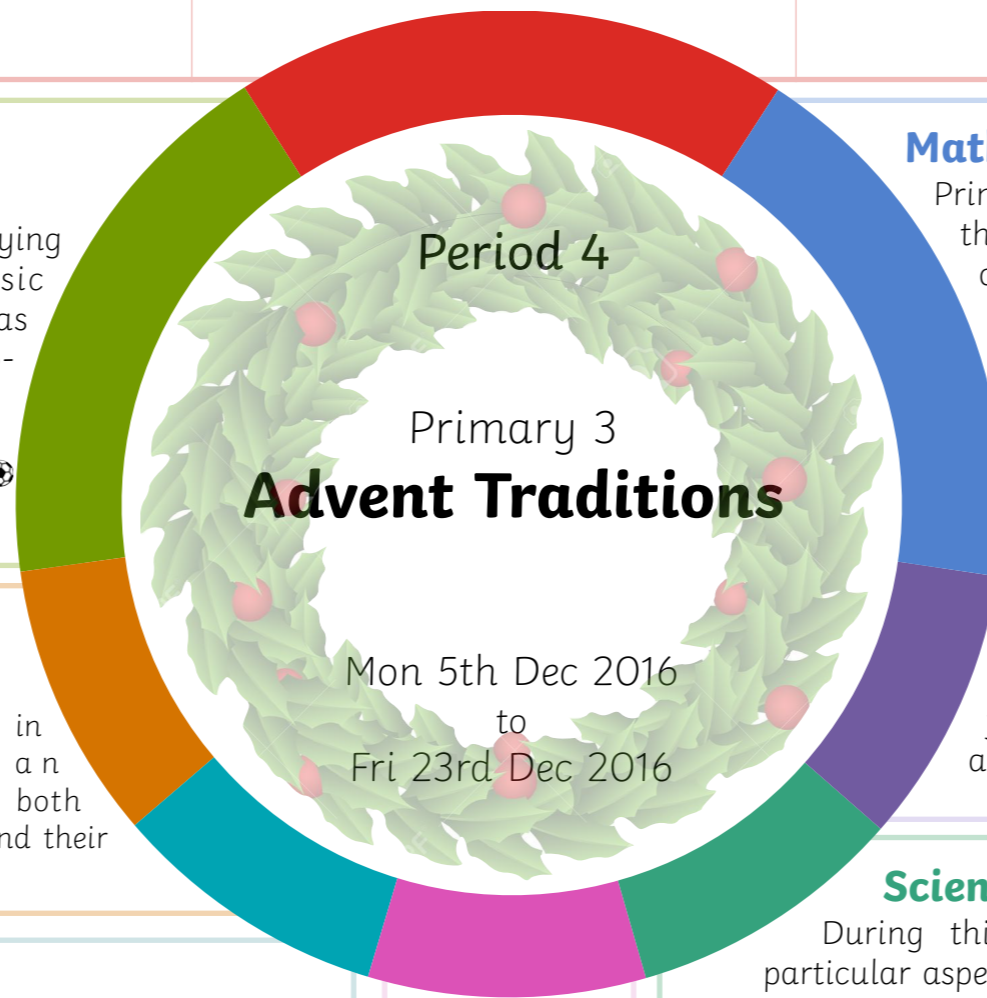 ying
sic
as
-
in
an
both
nd their
Period 4
Primary 3
Advent Traditions
Mon 5th Dec 2016
to
Fri 23rd Dec 2016
Mat
Prin
th
a
Scien
During thi
particular aspe